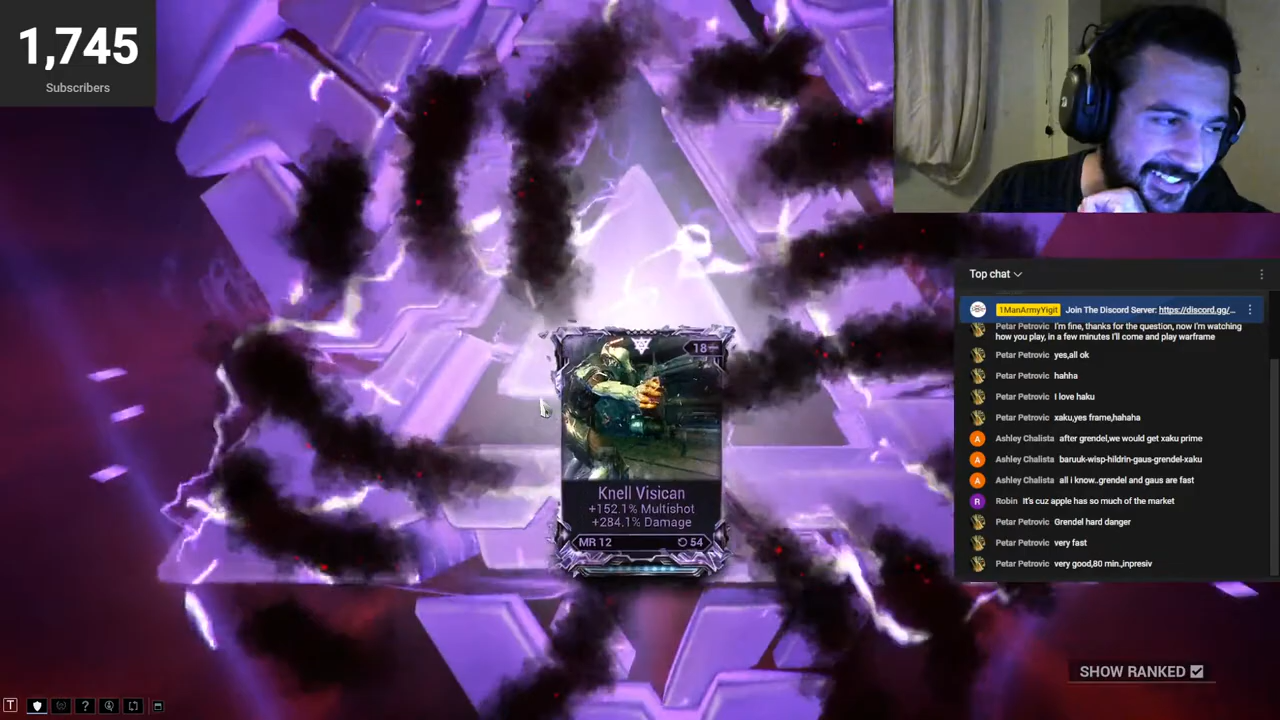 1,745
Subscribers
Top chat
1ManArmyYigit Join The Discord Server: https://discord.gg/...
Petar Petrovic I'm fine, thanks for the question, now I'm watching
how you play, in a few minutes I'll come and play warframe
Petar Petrovic yes,all ok
Petar Petrovic hahha
Petar Petrovic I love haku
Petar Petrovic xaku,yes frame,hahaha
A Ashley Chalista after grendel,we would get xaku prime
A Ashley Chalista baruuk-wisp-hildrin-gaus-grendel-xaku
A Ashley Chalista all i know..grendel and gaus are fast
R Robin It's cuz apple has so much of the market
Petar Petrovic Grendel hard danger
Petar Petrovic very fast
Petar Petrovic very good,80 min.,inpresiv
18
Knell Visican
+152.1% Multishot
+284.1% Damage
MR 12 54
SHOW RANKED
T ?